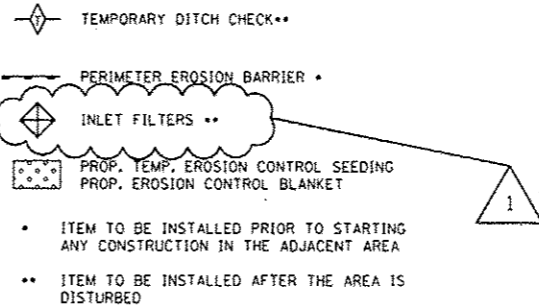 TEMPORARY DITCH CHECK••
PERIMETER EROSION BARRIER •
INLET FILTERS ••
PROP. TEMP. EROSION CONTROL SEEDING
PROP. EROSION CONTROL BLANKET
1
• ITEM TO BE INSTALLED PRIOR TO STARTING
ANY CONSTRUCTION IN THE ADJACENT AREA
•• ITEM TO BE INSTALLED AFTER THE AREA IS
DISTURBED